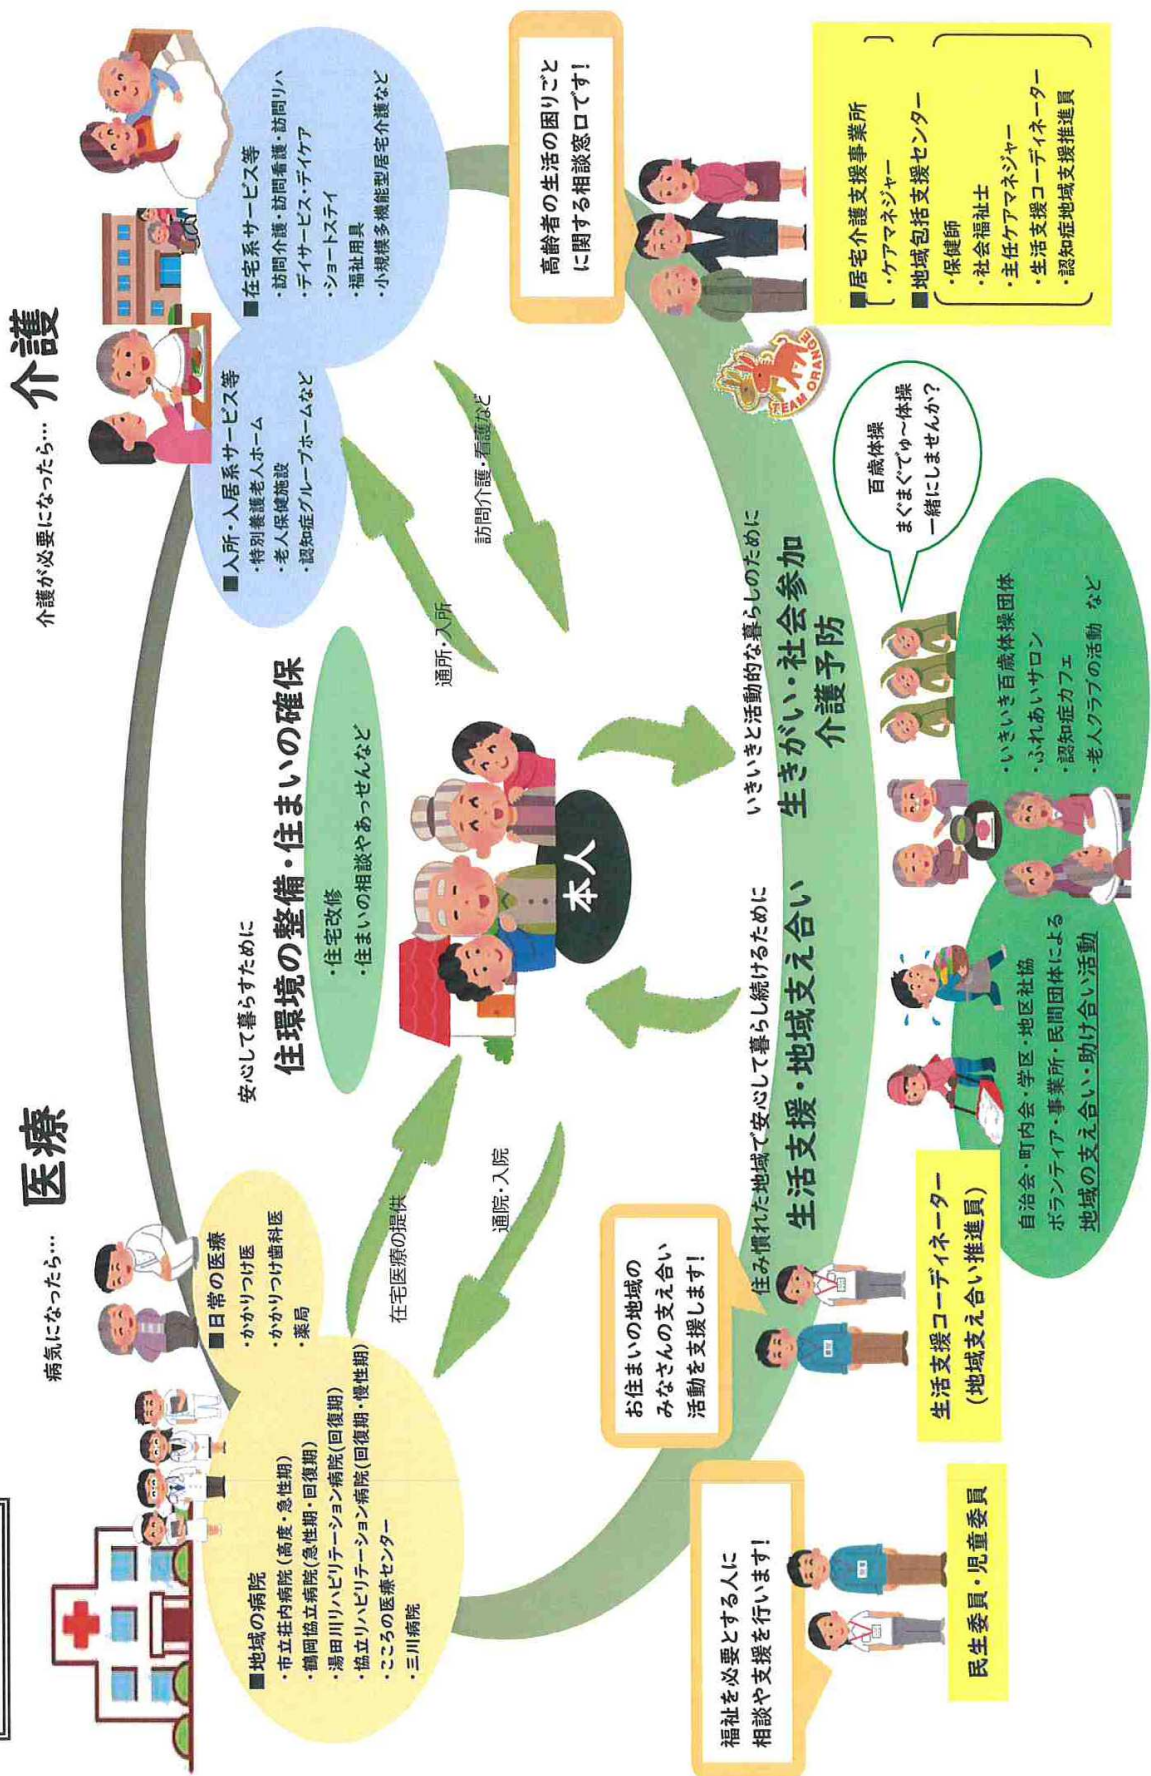 病気になったら…
医療
介護が必要になったら…
介護
■地域の病院
・市立荘内病院(高度・急性期)
・鶴岡協立病院(急性期・回復期)
・湯田川リハビリテーション病院(回復期)
・協立リハビリテーション病院(回復期・慢性期)
・こころの医療センター
・三川病院
■日常の医療
・かかりつけ医
・かかりつけ歯科医
・薬局
安心して暮らすために
住環境の整備・住まいの確保
・住宅改修
・住まいの相談やあっせんなど
■入所・入居系サービス等
・特別養護老人ホーム
・老人保健施設
・認知症グループホームなど
■在宅系サービス等
・訪問介護・訪問看護・訪問リハ
・デイサービス・デイケア
・ショートステイ
・福祉用具
・小規模多機能型居宅介護など
在宅医療の提供
通院・入院
通所・入所
訪問介護・看護など
本人
高齢者の生活の困りごと
に関する相談窓口です!
お住まいの地域の
みなさんの支え合い
活動を支援します!
福祉を必要とする人に
相談や支援を行います!
住み慣れた地域で安心して暮らし続けるために
生活支援・地域支え合い
いきいきと活動的な暮らしのために
生きがい・社会参加
介護予防
TEAM ORANGE
民生委員・児童委員
生活支援コーディネーター
(地域支え合い推進員)
自治会・町内会・学区・地区社協
ボランティア・事業所・民間団体による
地域の支え合い・助け合い活動
・いきいき百歳体操団体
・ふれあいサロン
・認知症カフェ
・老人クラブの活動 など
百歳体操
まぐまぐでゅ〜体操
一緒にしませんか?
■居宅介護支援事業所
・ケアマネジャー
■地域包括支援センター
・保健師
・社会福祉士
・主任ケアマネジャー
・生活支援コーディネーター
・認知症地域支援推進員